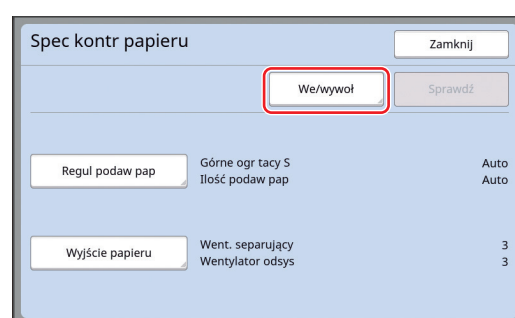 Spec kontr papieru
Zamknij
We/wywoł
Sprawdź
Regul podaw pap
Górne ogr tacy S Auto
Ilość podaw pap Auto
Wyjście papieru
Went. separujący 3
Wentylator odsys 3